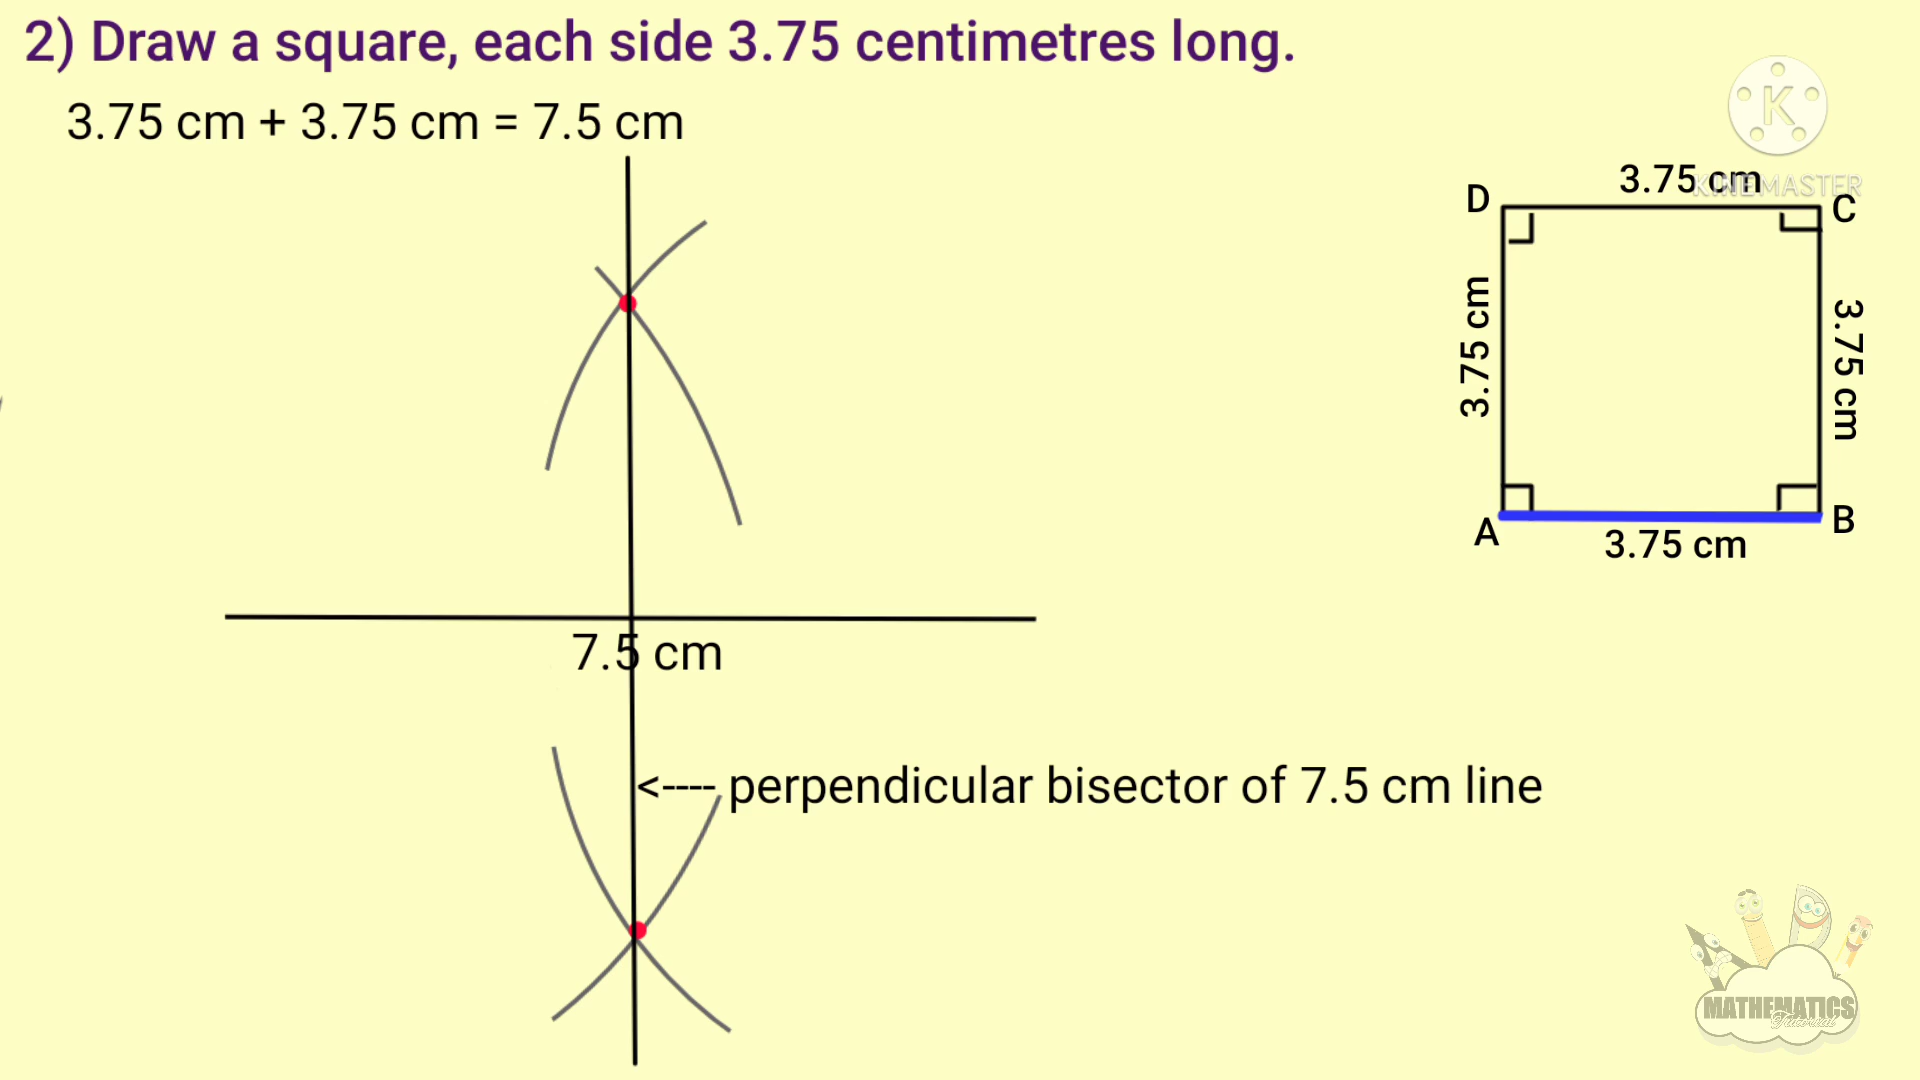 2) Draw a square, each side 3.75 centimetres long.
3.75 cm + 3.75 cm = 7.5 cm
K
KINEMASTER
3.75 cm
D
C
3.75 cm
3.75 cm
A
B
3.75 cm
7.5 cm
<---- perpendicular bisector of 7.5 cm line
MATHEMATICS
Tutorial